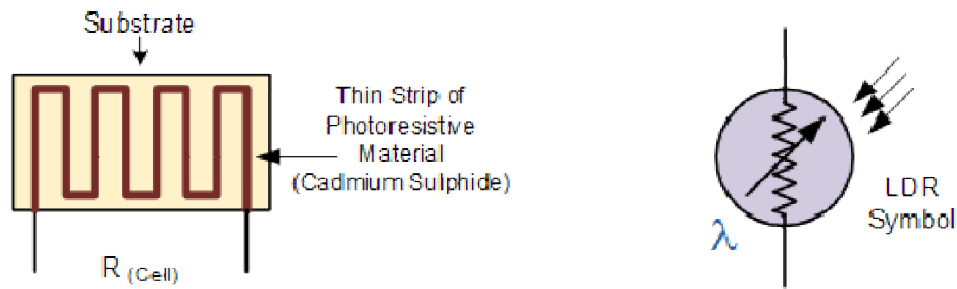 Substrate
Thin Strip of
Photoresistive
Material
(Cadmium Sulphide)
R (Cell)
λ
LDR
Symbol